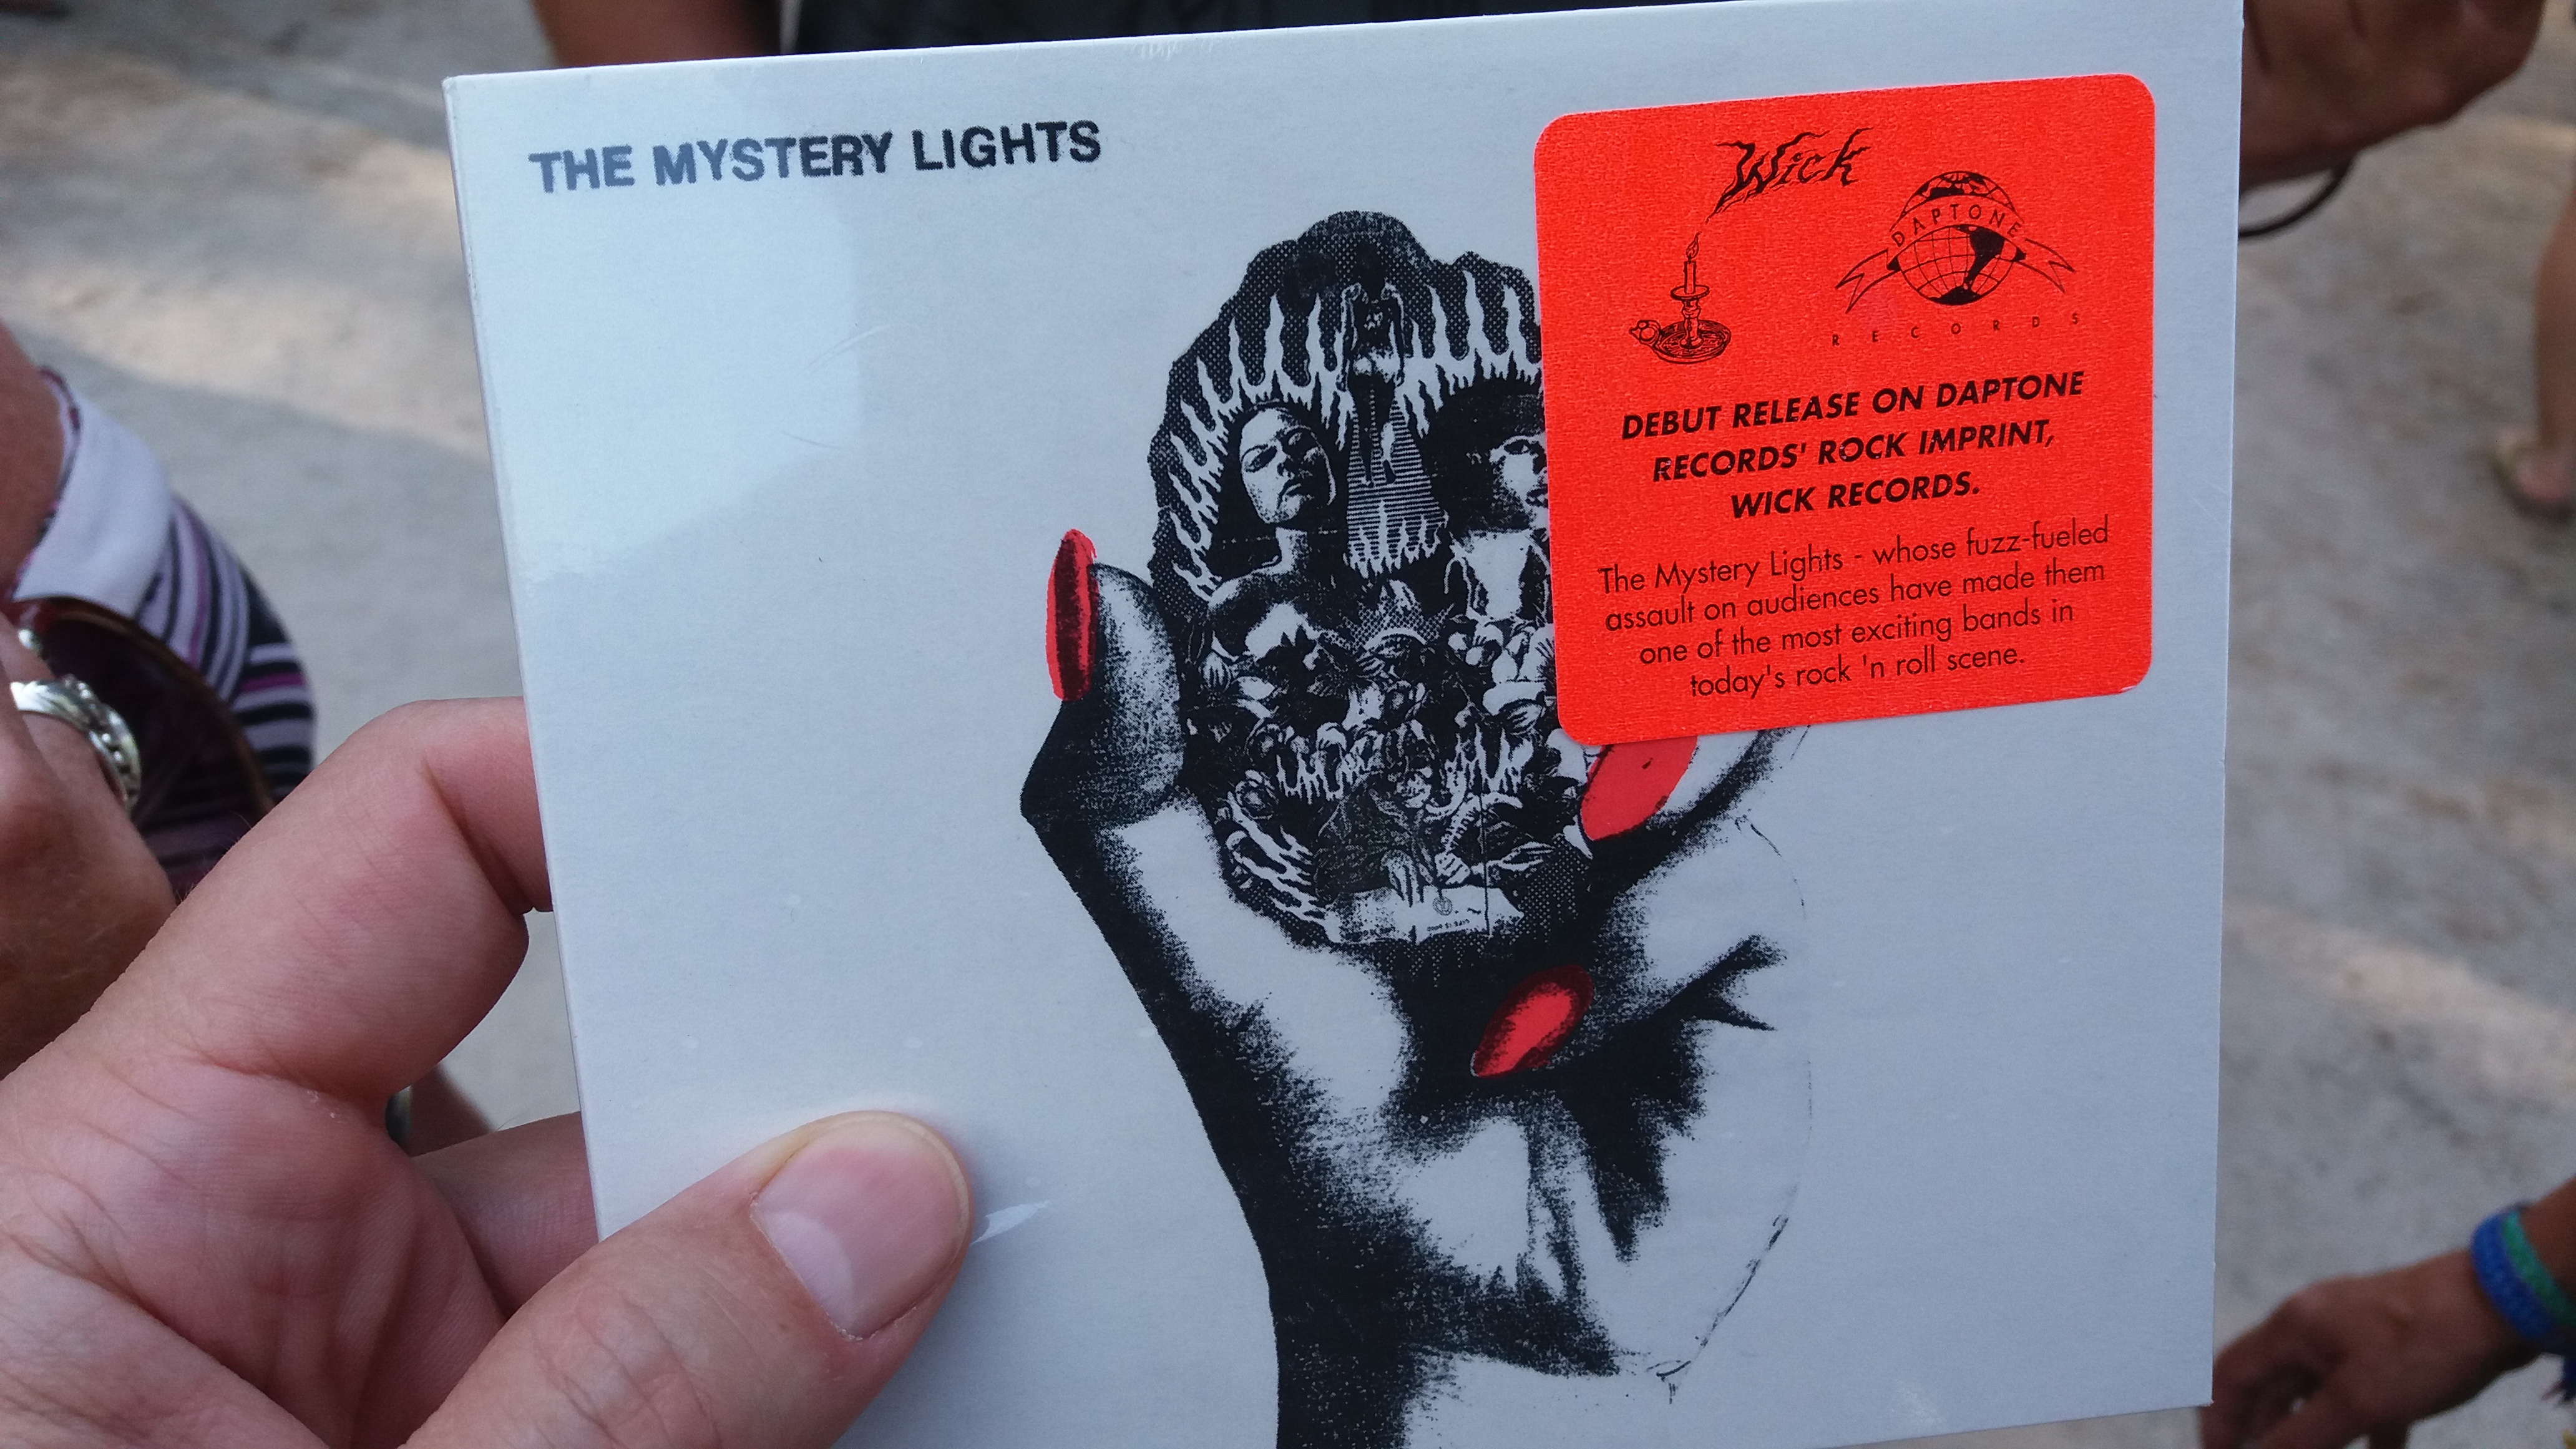 THE MYSTERY LIGHTS
Wick
DAPTONE
RECORDS
DEBUT RELEASE ON DAPTONE
RECORDS' ROCK IMPRINT,
WICK RECORDS.
The Mystery Lights - whose fuzz-fueled
assault on audiences have made them
one of the most exciting bands in
today's rock 'n roll scene.